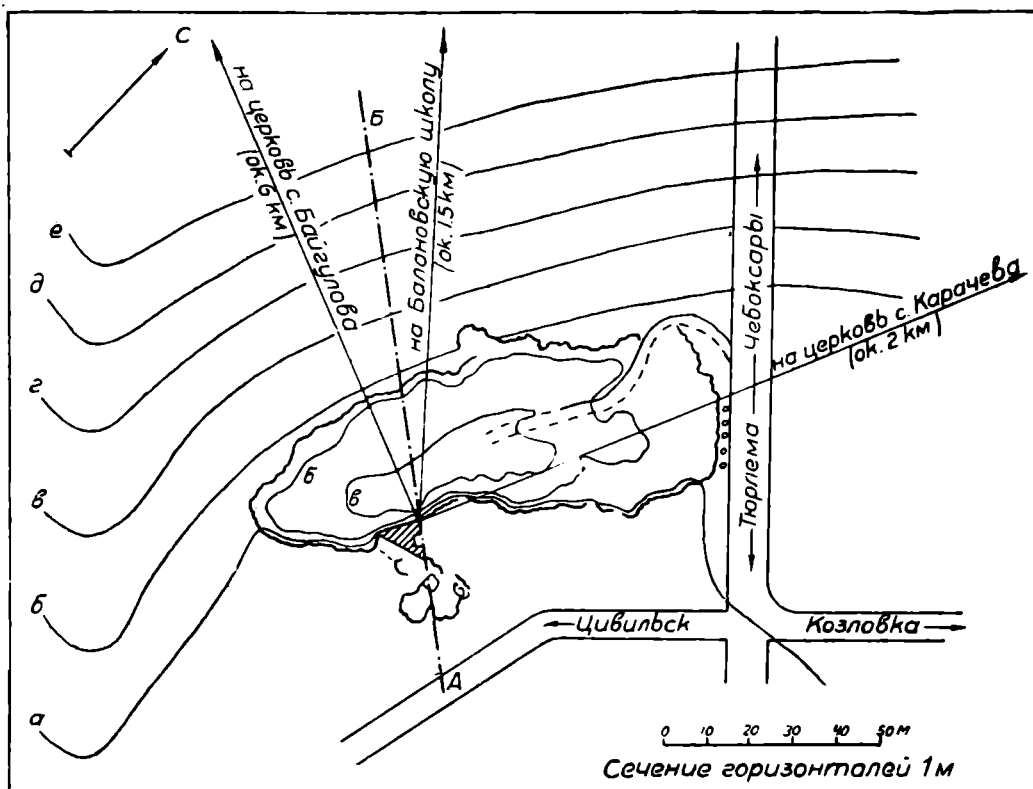 С
на церковь с. Байгулова
(ок. 6 км)
Б
на Балановскую школу
(ок. 1.5 км)
е
д
г
в
б
а
Тюрлема
Чебоксары
на церковь с. Карачева
(ок. 2 км)
Б
в
Цивильск
Козловка
А
0 10 20 30 40 50 м
Сечение горизонталей 1 м